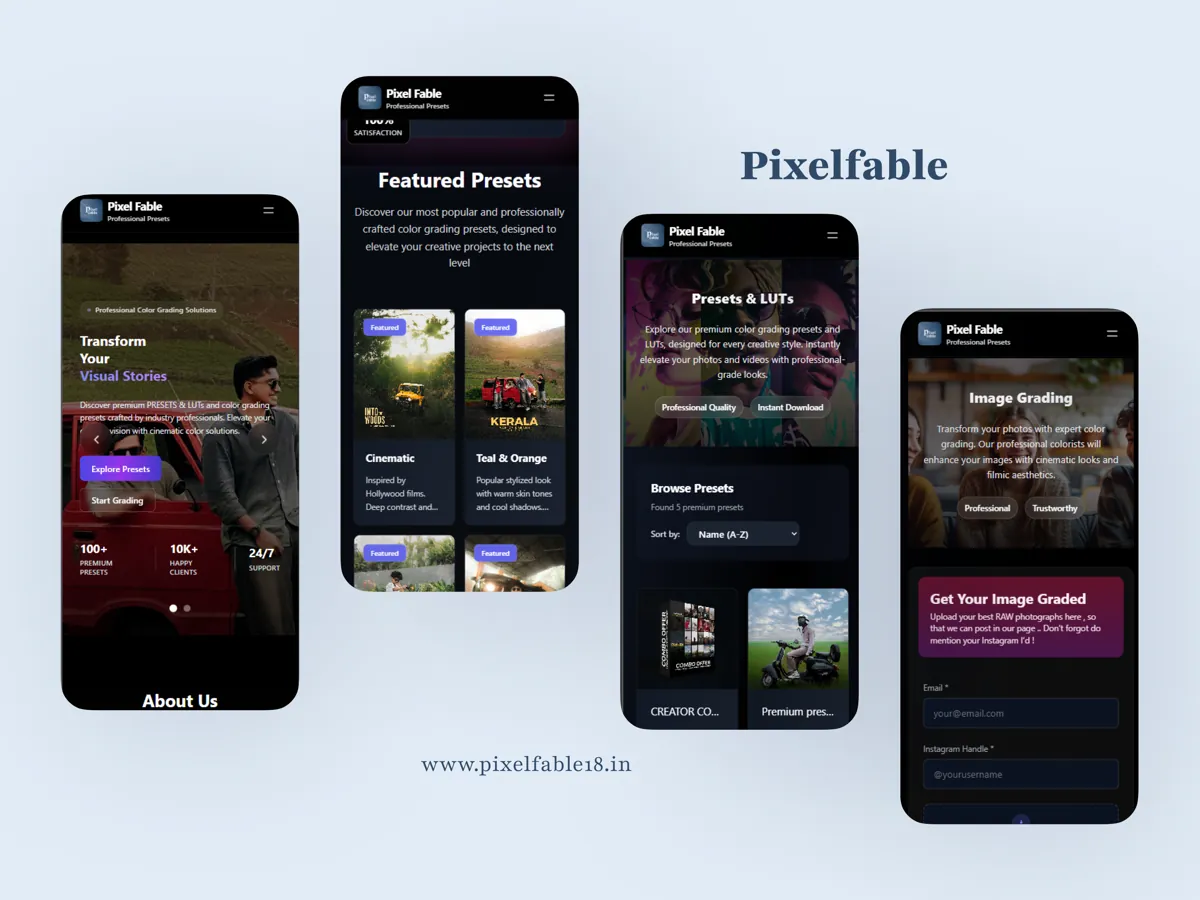 Pixelfable
Pixel Fable
Professional Presets
Professional Color Grading Solutions
Transform
Your
Visual Stories
Discover premium PRESETS & LUTs and color grading
presets crafted by industry professionals. Elevate your
vision with cinematic color solutions.
Explore Presets
Start Grading
100+
PREMIUM
PRESETS
10K+
HAPPY
CLIENTS
24/7
SUPPORT
About Us
Pixel Fable
Professional Presets
100%
SATISFACTION
Featured Presets
Discover our most popular and professionally
crafted color grading presets, designed to
elevate your creative projects to the next
level
Featured
INTO
WOODS
Cinematic
Inspired by
Hollywood films.
Deep contrast and...
Featured
KERALA
Teal & Orange
Popular stylized look
with warm skin tones
and cool shadows....
Featured
Featured
Pixel Fable
Professional Presets
Presets & LUTs
Explore our premium color grading presets and
LUTs, designed for every creative style. Instantly
elevate your photos and videos with professional-
grade looks.
Professional Quality
Instant Download
Browse Presets
Found 5 premium presets
Sort by:
Name (A-Z)
COMBO OFFER
COMBO OFFER
CREATOR CO...
Premium pres...
Pixel Fable
Professional Presets
Image Grading
Transform your photos with expert color
grading. Our professional colorists will
enhance your images with cinematic looks and
filmic aesthetics.
Professional
Trustworthy
Get Your Image Graded
Upload your best RAW photographs here , so
that we can post in our page .. Don't forgot do
mention your Instagram I'd !
Email *
your@email.com
Instagram Handle *
@yourusername
www.pixelfable18.in